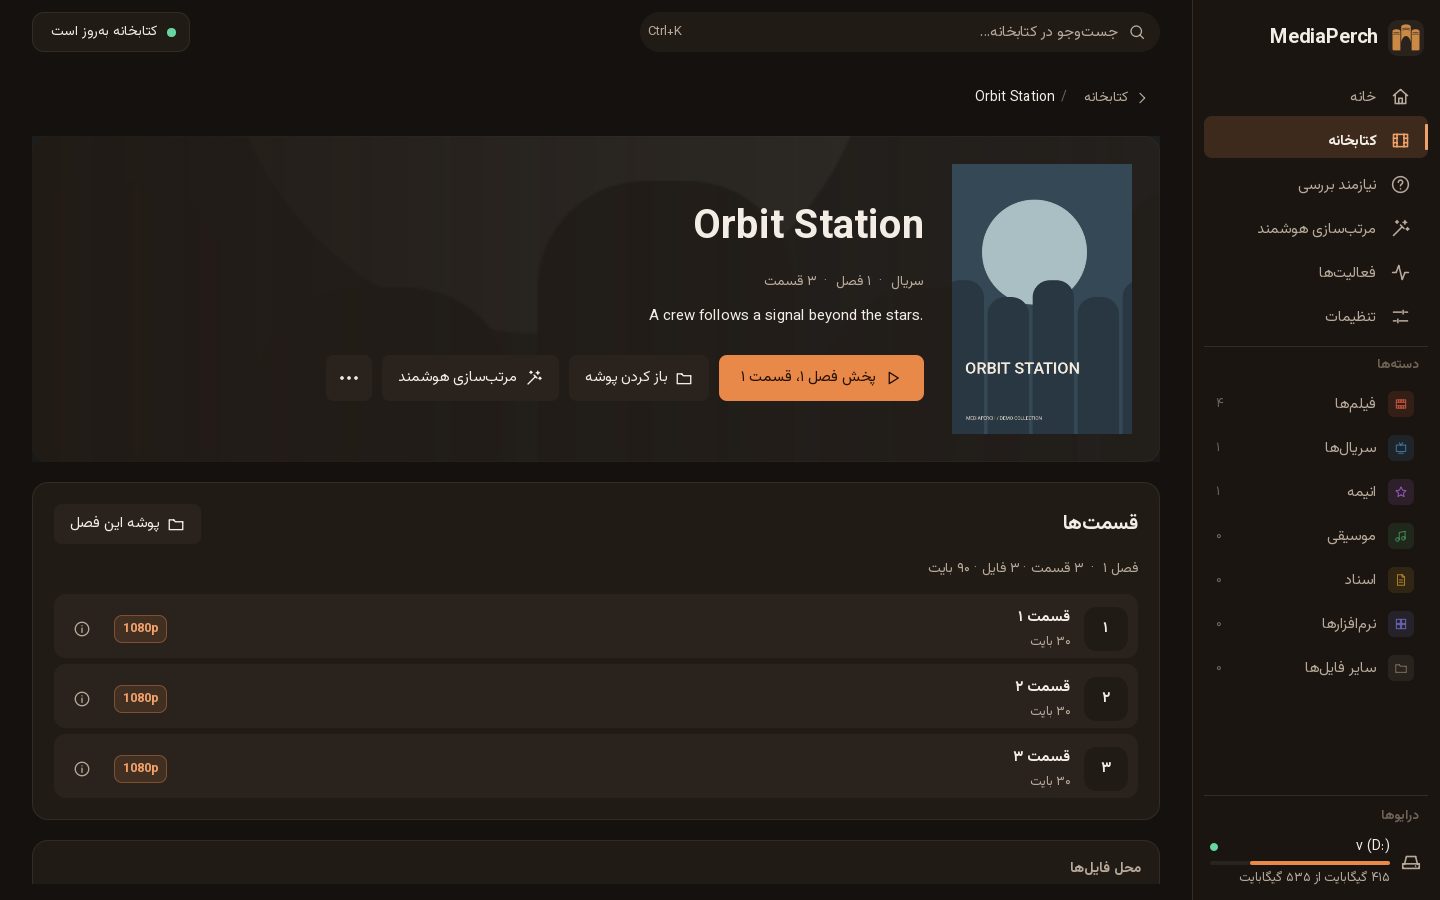 MediaPerch
خانه
کتابخانه
نیازمند بررسی
مرتب‌سازی هوشمند
فعالیت‌ها
تنظیمات
دسته‌ها
فیلم‌ها ۴
سریال‌ها ۱
انیمه ۱
موسیقی ۰
اسناد ۰
نرم‌افزارها ۰
سایر فایل‌ها ۰
درایوها
v (D:)
۴۱۵ گیگابایت از ۵۳۵ گیگابایت
جست‌وجو در کتابخانه... Ctrl+K
کتابخانه به‌روز است
کتابخانه / Orbit Station
ORBIT STATION
MEDIAPERCH / DEMO COLLECTION
Orbit Station
سریال · ۱ فصل · ۳ قسمت
A crew follows a signal beyond the stars.
پخش فصل ۱، قسمت ۱
باز کردن پوشه
مرتب‌سازی هوشمند
قسمت‌ها
پوشه این فصل
فصل ۱ · ۳ قسمت · ۳ فایل · ۹۰ بایت
۱
قسمت ۱
۳۰ بایت
1080p
۲
قسمت ۲
۳۰ بایت
1080p
۳
قسمت ۳
۳۰ بایت
1080p
محل فایل‌ها